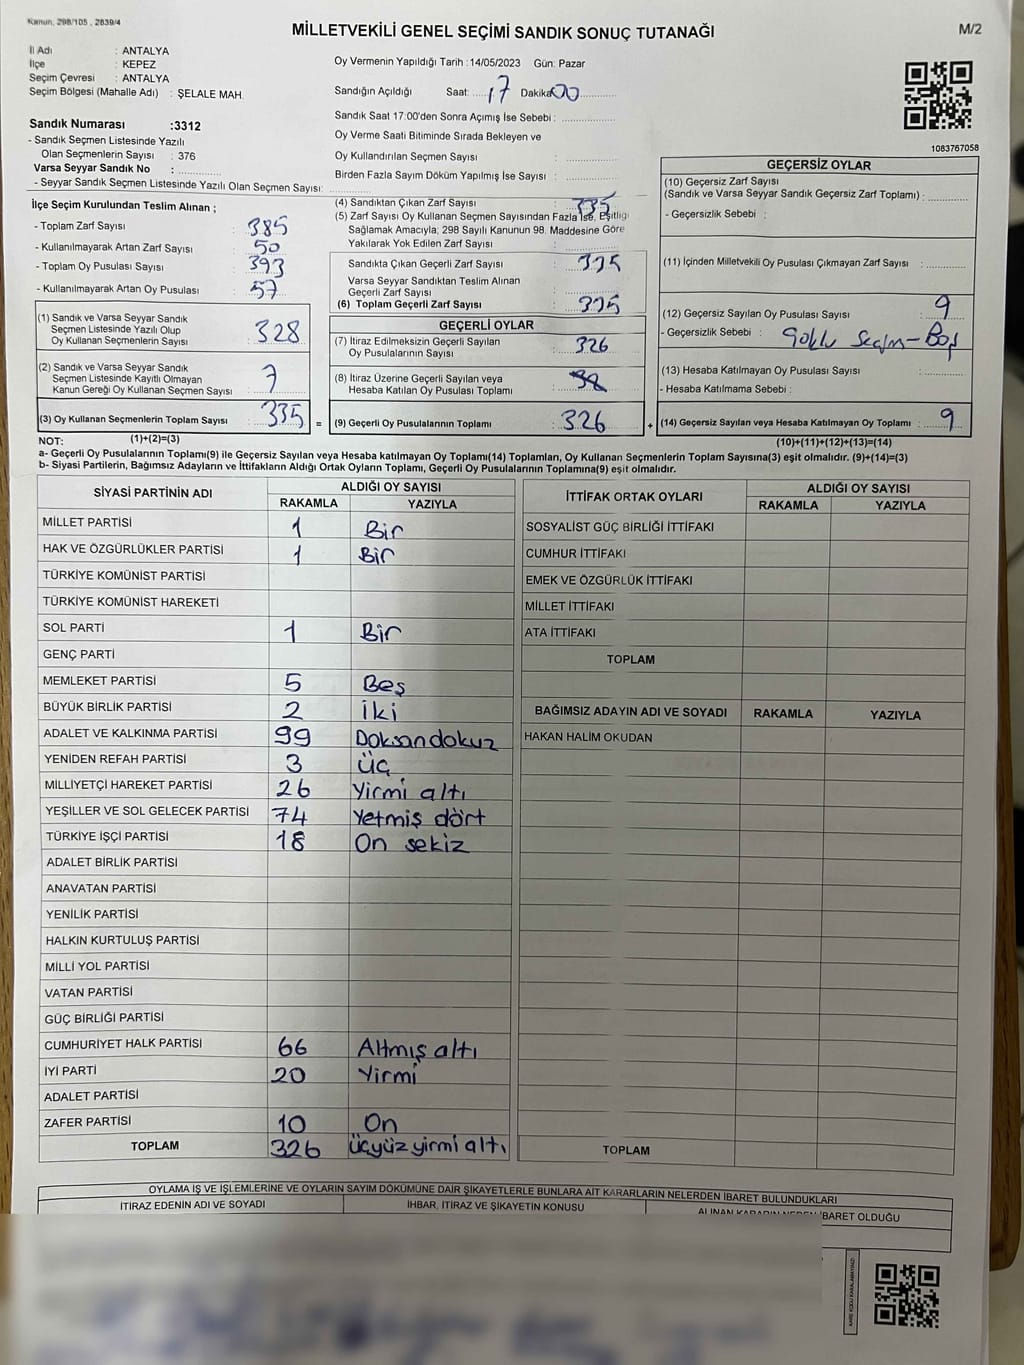 Kanun, 298/105 , 2839/4
MİLLETVEKİLİ GENEL SEÇİMİ SANDIK SONUÇ TUTANAĞI
M/2
İl Adı : ANTALYA
İlçe : KEPEZ
Seçim Çevresi : ANTALYA
Seçim Bölgesi (Mahalle Adı) : ŞELALE MAH.
Sandık Numarası :3312
- Sandık Seçmen Listesinde Yazılı
Olan Seçmenlerin Sayısı : 376
Varsa Seyyar Sandık No :
- Seyyar Sandık Seçmen Listesinde Yazılı Olan Seçmen Sayısı:
Oy Vermenin Yapıldığı Tarih :14/05/2023 Gün: Pazar
Sandığın Açıldığı Saat: 17 Dakika: 00
Sandık Saat 17:00'den Sonra Açımış İse Sebebi :
Oy Verme Saati Bitiminde Sırada Bekleyen ve
Oy Kullandırılan Seçmen Sayısı :
Birden Fazla Sayım Döküm Yapılmış İse Sayısı :
1083767058
İlçe Seçim Kurulundan Teslim Alınan ;
- Toplam Zarf Sayısı : 385
- Kullanılmayarak Artan Zarf Sayısı : 50
- Toplam Oy Pusulası Sayısı : 393
- Kullanılmayarak Artan Oy Pusulası : 57
(1) Sandık ve Varsa Seyyar Sandık
Seçmen Listesinde Yazılı Olup
Oy Kullanan Seçmenlerin Sayısı : 328
(2) Sandık ve Varsa Seyyar Sandık
Seçmen Listesinde Kayıtlı Olmayan
Kanun Gereği Oy Kullanan Seçmen Sayısı : 7
(3) Oy Kullanan Seçmenlerin Toplam Sayısı : 335 =
(1)+(2)=(3)
(4) Sandıktan Çıkan Zarf Sayısı : 335
(5) Zarf Sayısı Oy Kullanan Seçmen Sayısından Fazla İse, Eşitliği
Sağlamak Amacıyla, 298 Sayılı Kanunun 98. Maddesine Göre
Yakılarak Yok Edilen Zarf Sayısı :
Sandıkta Çıkan Geçerli Zarf Sayısı : 335
Varsa Seyyar Sandıktan Teslim Alınan
Geçerli Zarf Sayısı :
(6) Toplam Geçerli Zarf Sayısı : 335
GEÇERLİ OYLAR
(7) İtiraz Edilmeksizin Geçerli Sayılan
Oy Pusulalarının Sayısı : 326
(8) İtiraz Üzerine Geçerli Sayılan veya
Hesaba Katılan Oy Pusulası Toplamı :
(9) Geçerli Oy Pusulalarının Toplamı : 326 +
GEÇERSİZ OYLAR
(10) Geçersiz Zarf Sayısı
(Sandık ve Varsa Seyyar Sandık Geçersiz Zarf Toplamı) :
- Geçersizlik Sebebi :
(11) İçinden Milletvekili Oy Pusulası Çıkmayan Zarf Sayısı :
(12) Geçersiz Sayılan Oy Pusulası Sayısı : 9
- Geçersizlik Sebebi : Çoklu Seçim-Boş
(13) Hesaba Katılmayan Oy Pusulası Sayısı :
- Hesaba Katılmama Sebebi :
(14) Geçersiz Sayılan veya Hesaba Katılmayan Oy Toplamı : 9
(10)+(11)+(12)+(13)=(14)
NOT:
a- Geçerli Oy Pusulalarının Toplamı(9) ile Geçersiz Sayılan veya Hesaba katılmayan Oy Toplamı(14) Toplamları, Oy Kullanan Seçmenlerin Toplam Sayısına(3) eşit olmalıdır. (9)+(14)=(3)
b- Siyasi Partilerin, Bağımsız Adayların ve İttifakların Aldığı Ortak Oyların Toplamı, Geçerli Oy Pusulalarının Toplamına(9) eşit olmalıdır.
SİYASİ PARTİNİN ADI ALDIĞI OY SAYISI
RAKAMLA YAZIYLA
MİLLET PARTİSİ 1 Bir
HAK VE ÖZGÜRLÜKLER PARTİSİ 1 Bir
TÜRKİYE KOMÜNİST PARTİSİ
TÜRKİYE KOMÜNİST HAREKETİ
SOL PARTİ 1 Bir
GENÇ PARTİ
MEMLEKET PARTİSİ 5 Beş
BÜYÜK BİRLİK PARTİSİ 2 İki
ADALET VE KALKINMA PARTİSİ 99 Doksandokuz
YENİDEN REFAH PARTİSİ 3 Üç
MİLLİYETÇİ HAREKET PARTİSİ 26 Yirmi altı
YEŞİLLER VE SOL GELECEK PARTİSİ 74 Yetmiş dört
TÜRKİYE İŞÇİ PARTİSİ 18 On sekiz
ADALET BİRLİK PARTİSİ
ANAVATAN PARTİSİ
YENİLİK PARTİSİ
HALKIN KURTULUŞ PARTİSİ
MİLLİ YOL PARTİSİ
VATAN PARTİSİ
GÜÇ BİRLİĞİ PARTİSİ
CUMHURİYET HALK PARTİSİ 66 Altmış altı
İYİ PARTİ 20 Yirmi
ADALET PARTİSİ
ZAFER PARTİSİ 10 On
TOPLAM 326 Üçyüz yirmi altı
İTTİFAK ORTAK OYLARI ALDIĞI OY SAYISI
RAKAMLA YAZIYLA
SOSYALİST GÜÇ BİRLİĞİ İTTİFAKI
CUMHUR İTTİFAKI
EMEK VE ÖZGÜRLÜK İTTİFAKI
MİLLET İTTİFAKI
ATA İTTİFAKI
TOPLAM
BAĞIMSIZ ADAYIN ADI VE SOYADI RAKAMLA YAZIYLA
HAKAN HALİM OKUDAN
TOPLAM
OYLAMA İŞ VE İŞLEMLERİNE VE OYLARIN SAYIM DÖKÜMÜNE DAİR ŞİKAYETLERLE BUNLARA AİT KARARLARIN NELERDEN İBARET BULUNDUKLARI
İTİRAZ EDENİN ADI VE SOYADI İHBAR, İTİRAZ VE ŞİKAYETİN KONUSU ALINAN KARARIN NEDEN İBARET OLDUĞU